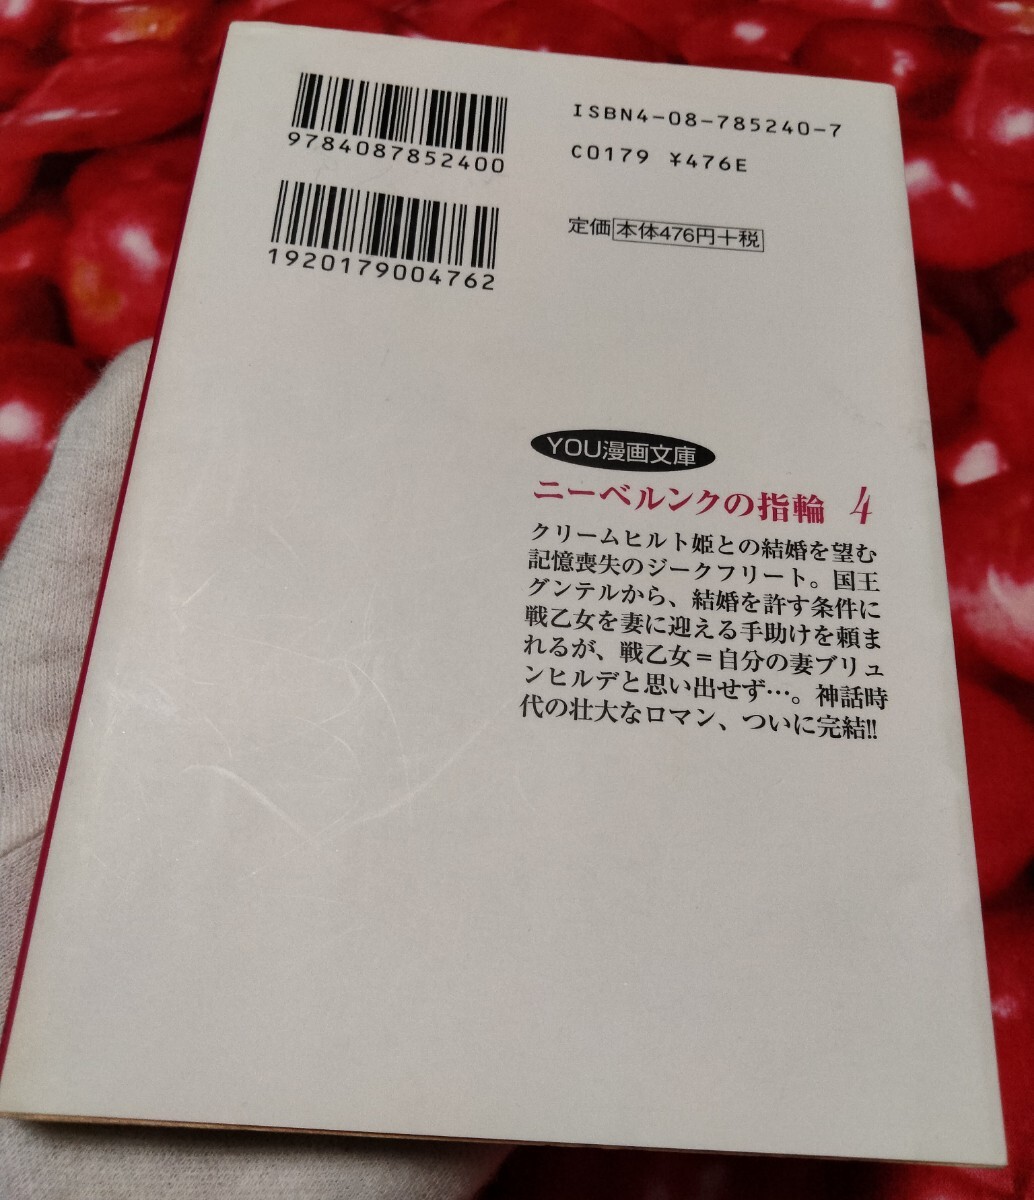 9784087852400
ISBN4-08-785240-7
C0179 ¥476E
1920179004762
定価 本体476円+税
YOU漫画文庫
ニーベルンクの指輪 4
クリームヒルト姫との結婚を望む
記憶喪失のジークフリート。国王
グンテルから、結婚を許す条件に
戦乙女を妻に迎える手助けを頼ま
れるが、戦乙女=自分の妻ブリュ
ンヒルデと思い出せず…。神話時
代の壮大なロマン、ついに完結!!